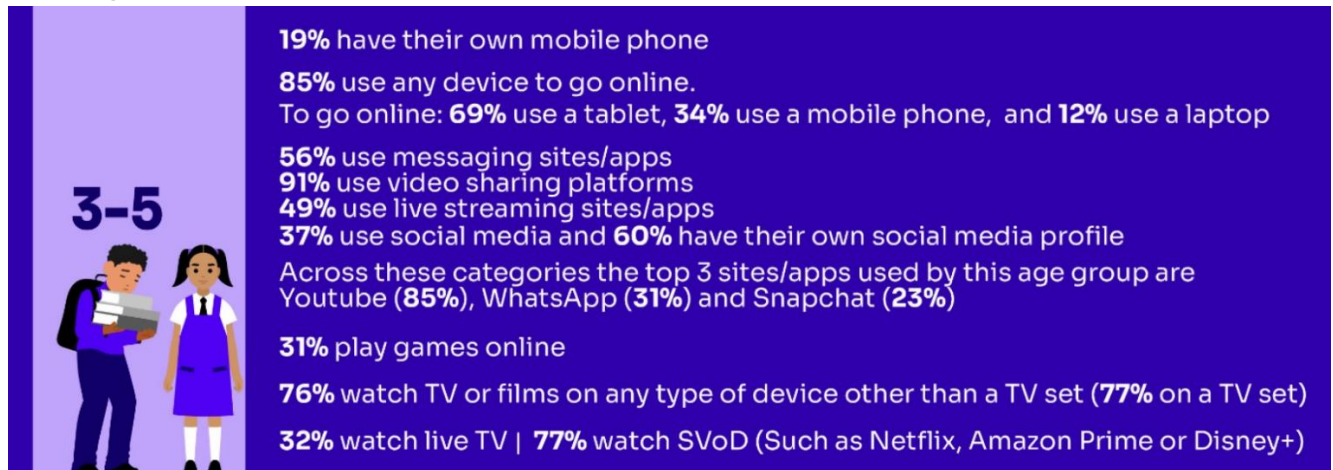 3-5
19% have their own mobile phone
85% use any device to go online.
To go online: 69% use a tablet, 34% use a mobile phone, and 12% use a laptop
56% use messaging sites/apps
91% use video sharing platforms
49% use live streaming sites/apps
37% use social media and 60% have their own social media profile
Across these categories the top 3 sites/apps used by this age group are
Youtube (85%), WhatsApp (31%) and Snapchat (23%)
31% play games online
76% watch TV or films on any type of device other than a TV set (77% on a TV set)
32% watch live TV | 77% watch SVoD (Such as Netflix, Amazon Prime or Disney+)